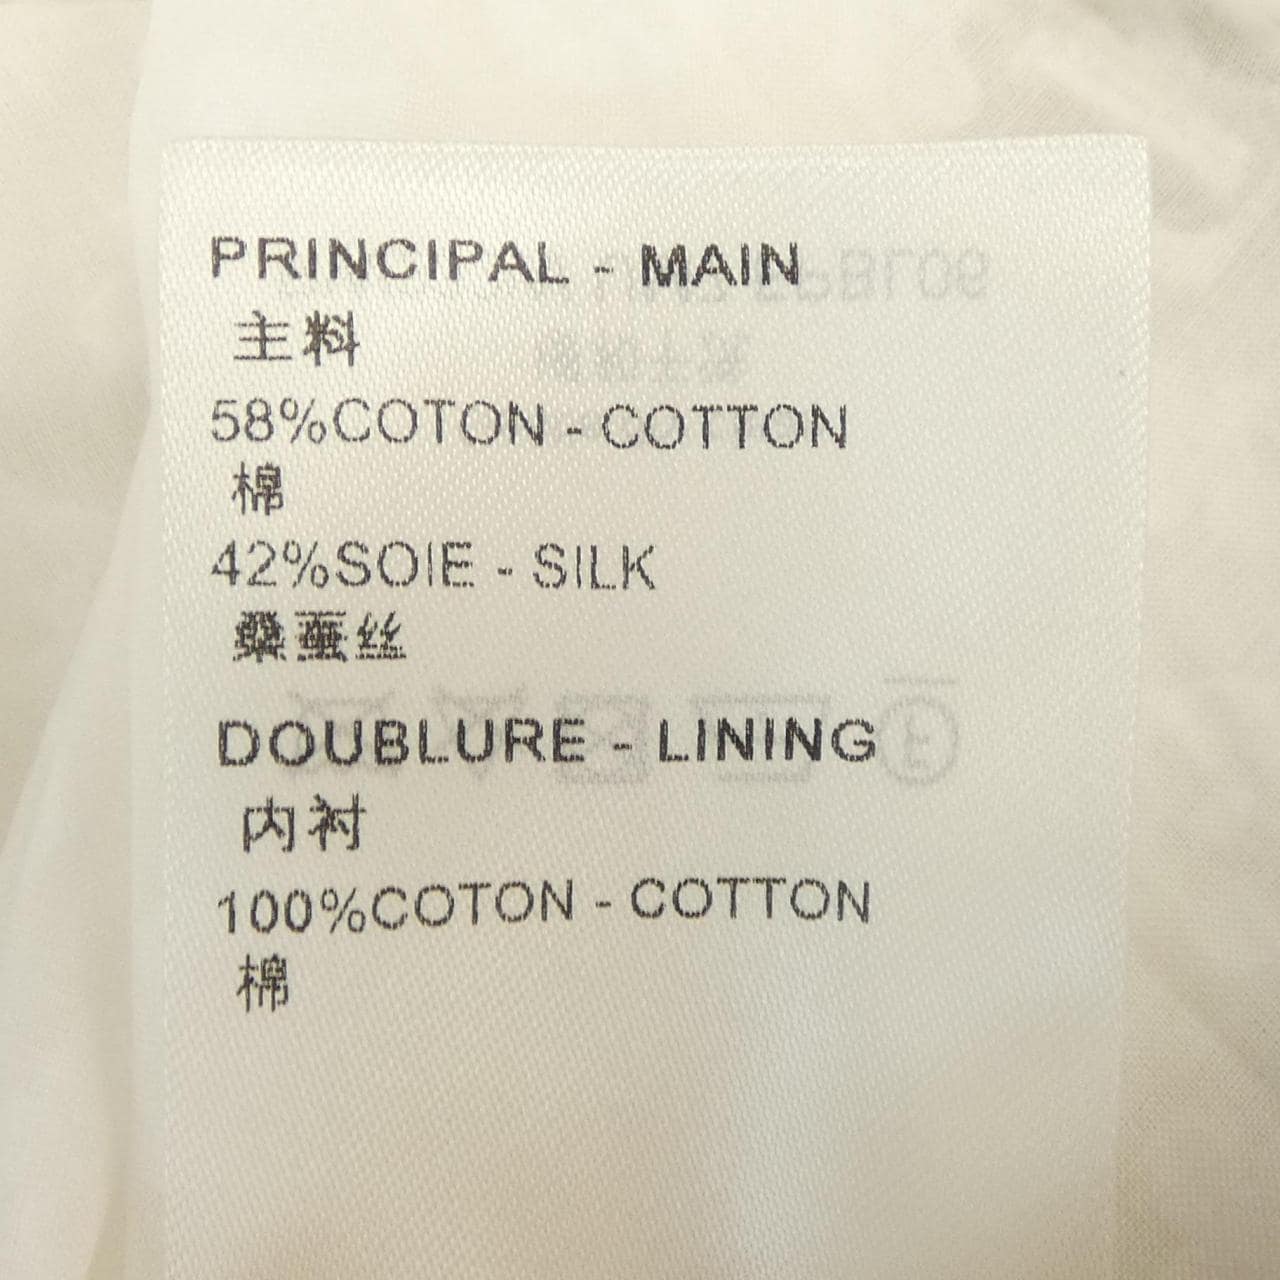 PRINCIPAL - MAIN
主料
58%COTON - COTTON
棉
42%SOIE - SILK
桑蚕丝
DOUBLURE - LINING
内衬
100%COTON - COTTON
棉